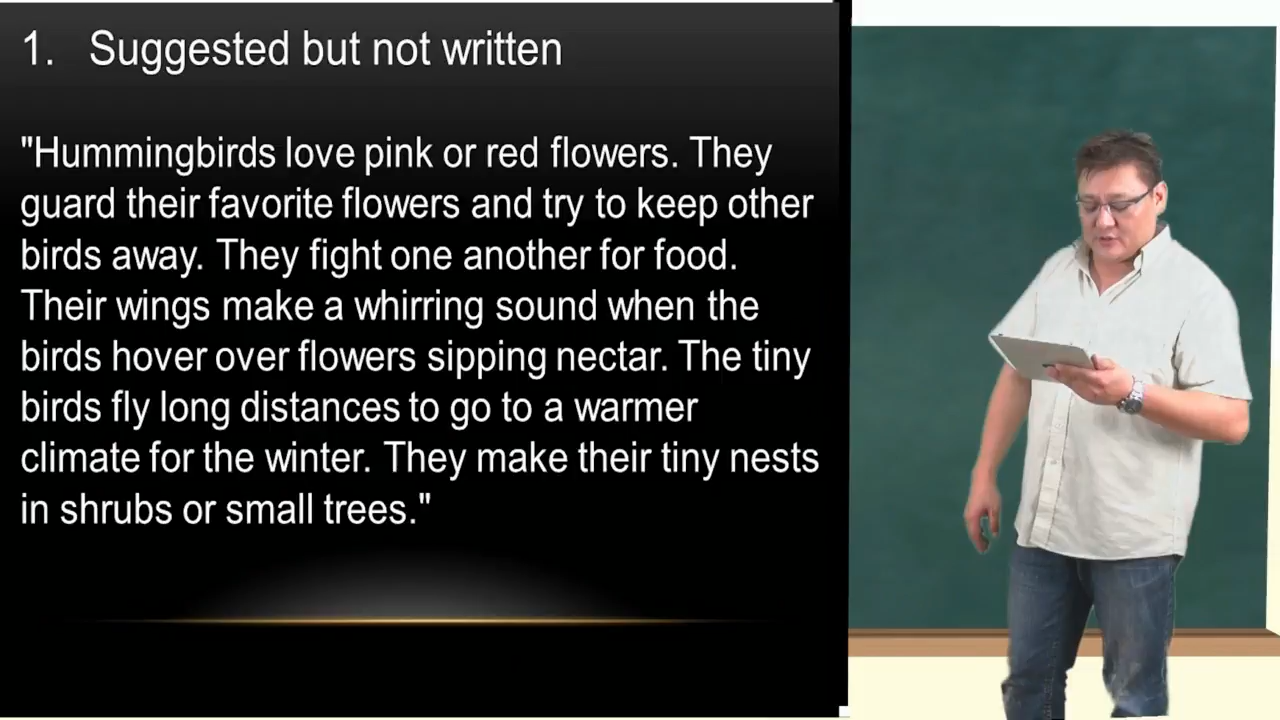 1. Suggested but not written
"Hummingbirds love pink or red flowers. They
guard their favorite flowers and try to keep other
birds away. They fight one another for food.
Their wings make a whirring sound when the
birds hover over flowers sipping nectar. The tiny
birds fly long distances to go to a warmer
climate for the winter. They make their tiny nests
in shrubs or small trees."